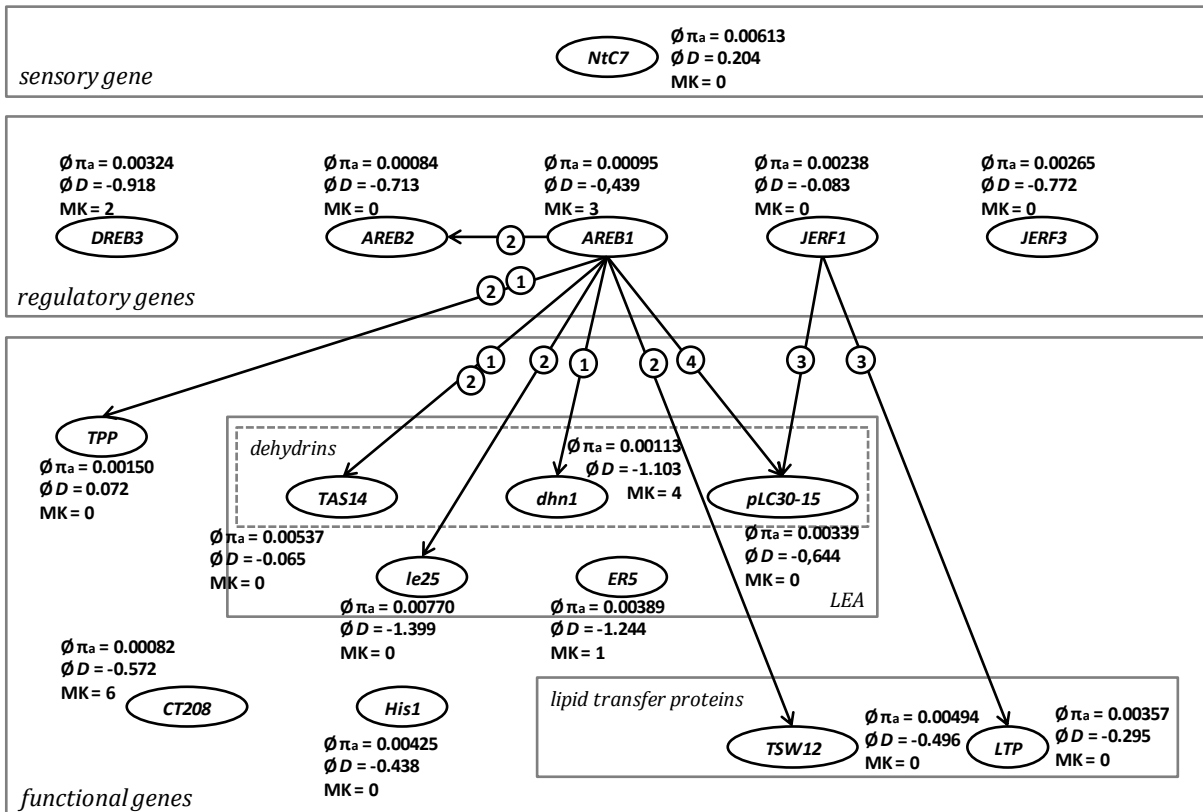 Ø πa = 0.00613
Ø D = 0.204
MK = 0
NtC7
sensory gene
Ø πa = 0.00324
Ø D = -0.918
MK = 2
DREB3
Ø πa = 0.00084
Ø D = -0.713
MK = 0
AREB2
Ø πa = 0.00095
Ø D = -0,439
MK = 3
AREB1
Ø πa = 0.00238
Ø D = -0.083
MK = 0
JERF1
Ø πa = 0.00265
Ø D = -0.772
MK = 0
JERF3
2
2
1
regulatory genes
1
2
2
1
2
4
3
3
TPP
Ø πa = 0.00150
Ø D = 0.072
MK = 0
dehydrins
TAS14
Ø πa = 0.00537
Ø D = -0.065
MK = 0
dhn1
Ø πa = 0.00113
Ø D = -1.103
MK = 4
pLC30-15
Ø πa = 0.00339
Ø D = -0,644
MK = 0
le25
Ø πa = 0.00770
Ø D = -1.399
MK = 0
ER5
Ø πa = 0.00389
Ø D = -1.244
MK = 1
LEA
Ø πa = 0.00082
Ø D = -0.572
MK = 6
CT208
His1
Ø πa = 0.00425
Ø D = -0.438
MK = 0
lipid transfer proteins
TSW12
Ø πa = 0.00494
Ø D = -0.496
MK = 0
LTP
Ø πa = 0.00357
Ø D = -0.295
MK = 0
functional genes